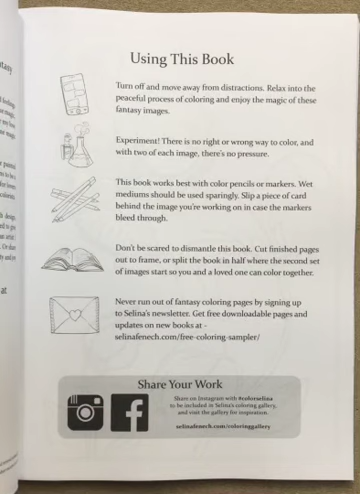 Using This Book
Turn off and move away from distractions. Relax into the
peaceful process of coloring and enjoy the magic of these
fantasy images.
Experiment! There is no right or wrong way to color, and
with two of each image, there's no pressure.
This book works best with color pencils or markers. Wet
mediums should be used sparingly. Slip a piece of card
behind the image you're working on in case the markers
bleed through.
Don't be scared to dismantle this book. Cut finished pages
out to frame, or split the book in half where the second set
of images start so you and a loved one can color together.
Never run out of fantasy coloring pages by signing up
to Selina's newsletter. Get free downloadable pages and
updates on new books at -
selinafenech.com/free-coloring-sampler/
Share Your Work
Share on Instagram with #colorselina
to be included in Selina's coloring gallery,
and visit the gallery for inspiration.
selinafenech.com/coloringgallery